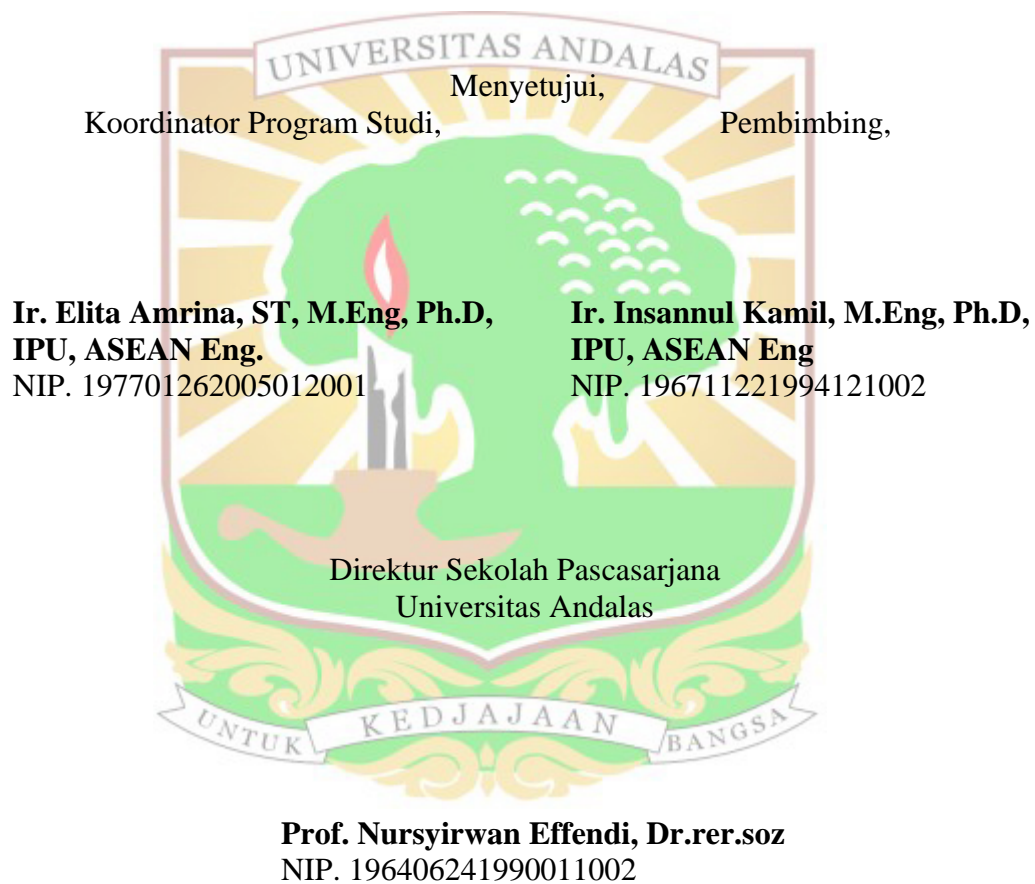 UNIVERSITAS ANDALAS
Menyetujui,
Koordinator Program Studi,
Pembimbing,
Ir. Elita Amrina, ST, M.Eng, Ph.D,
IPU, ASEAN Eng.
NIP. 197701262005012001
Ir. Insannul Kamil, M.Eng, Ph.D,
IPU, ASEAN Eng
NIP. 196711221994121002
Direktur Sekolah Pascasarjana
Universitas Andalas
UNTUK KEDJAJAAN BANGSA
Prof. Nursyirwan Effendi, Dr.rer.soz
NIP. 196406241990011002